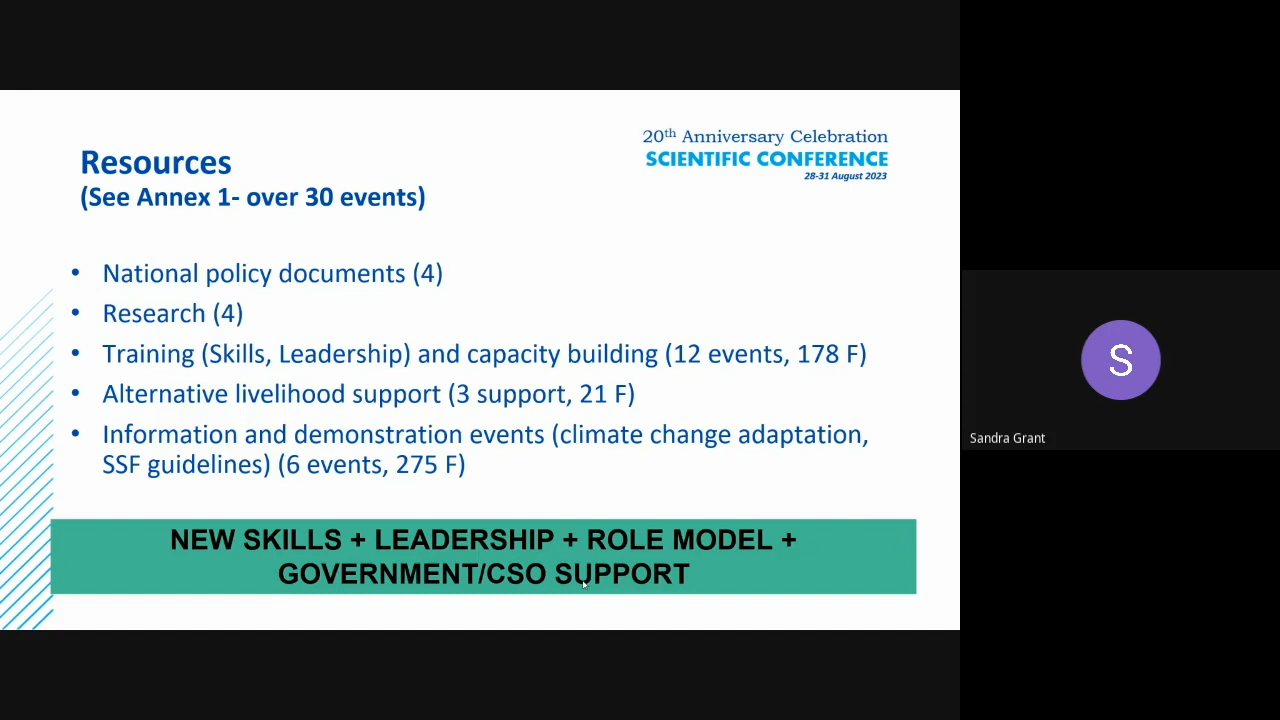 20th Anniversary Celebration
SCIENTIFIC CONFERENCE
28-31 August 2023
Resources
(See Annex 1- over 30 events)
• National policy documents (4)
• Research (4)
• Training (Skills, Leadership) and capacity building (12 events, 178 F)
• Alternative livelihood support (3 support, 21 F)
• Information and demonstration events (climate change adaptation,
SSF guidelines) (6 events, 275 F)
NEW SKILLS + LEADERSHIP + ROLE MODEL +
GOVERNMENT/CSO SUPPORT
S
Sandra Grant